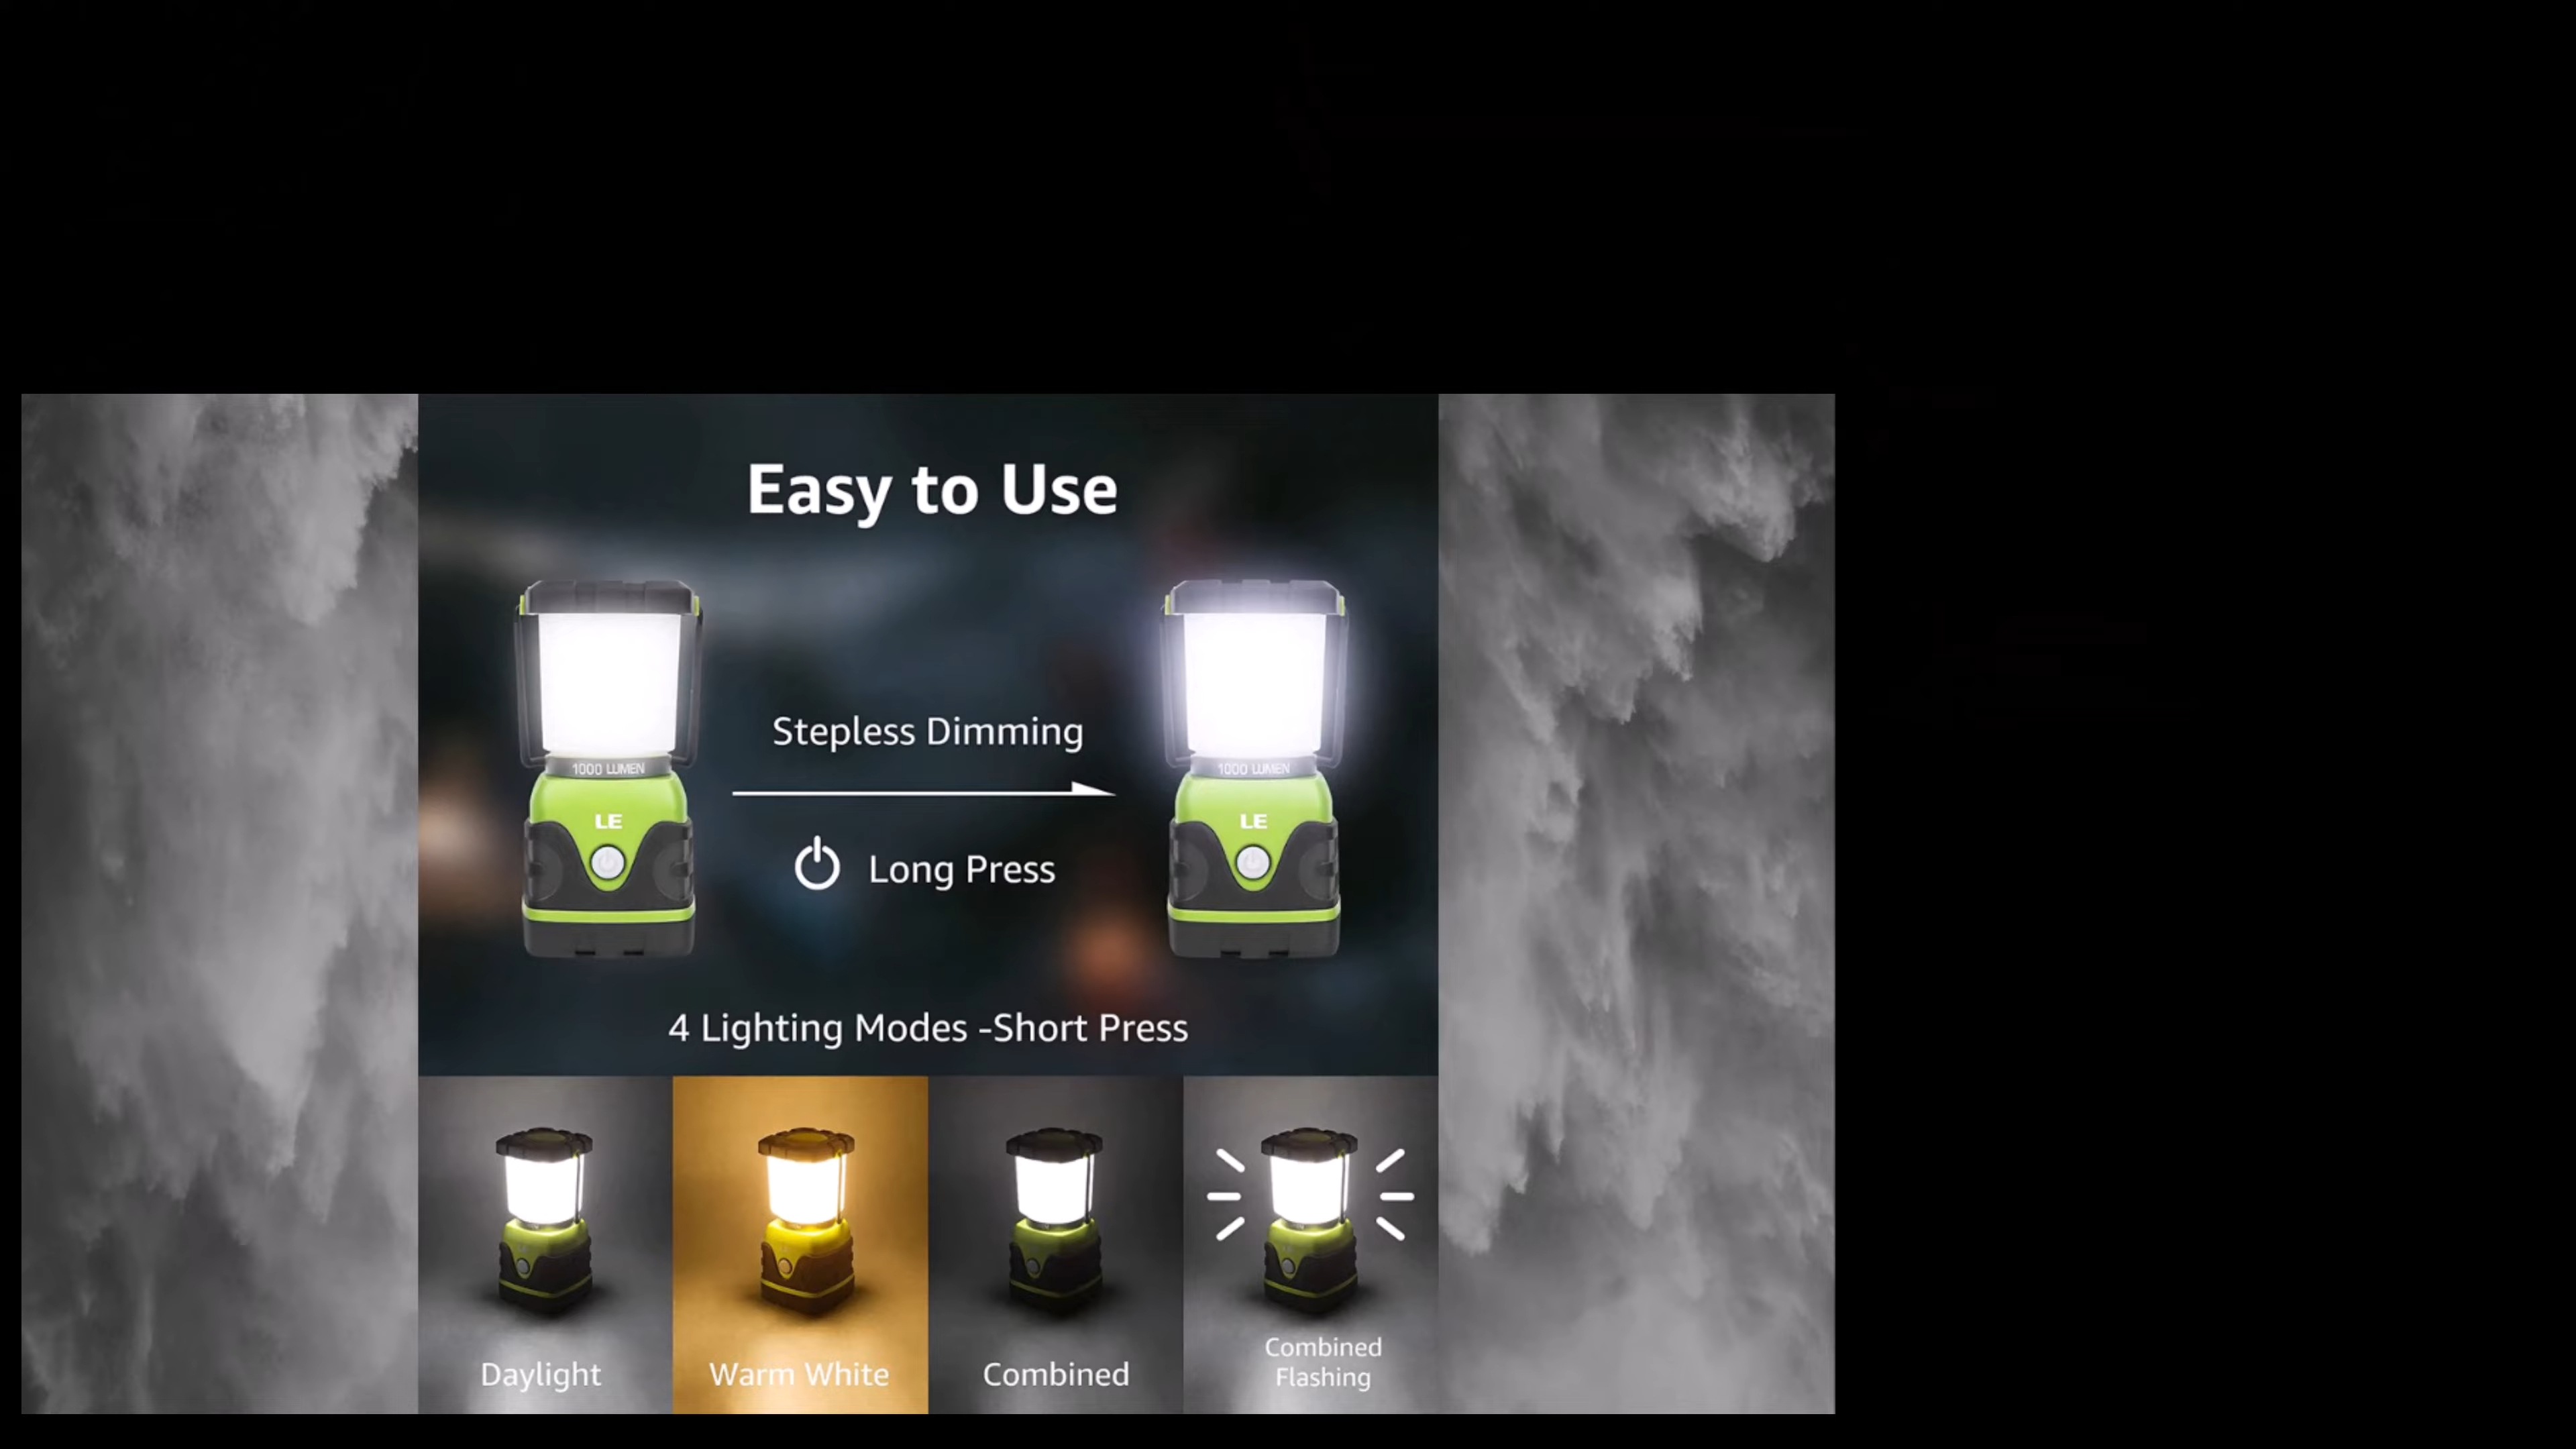 Easy to Use
1000 LUMEN
LE
Stepless Dimming
Long Press
1000 LUMEN
LE
4 Lighting Modes -Short Press
Daylight
Warm White
Combined
Combined
Flashing